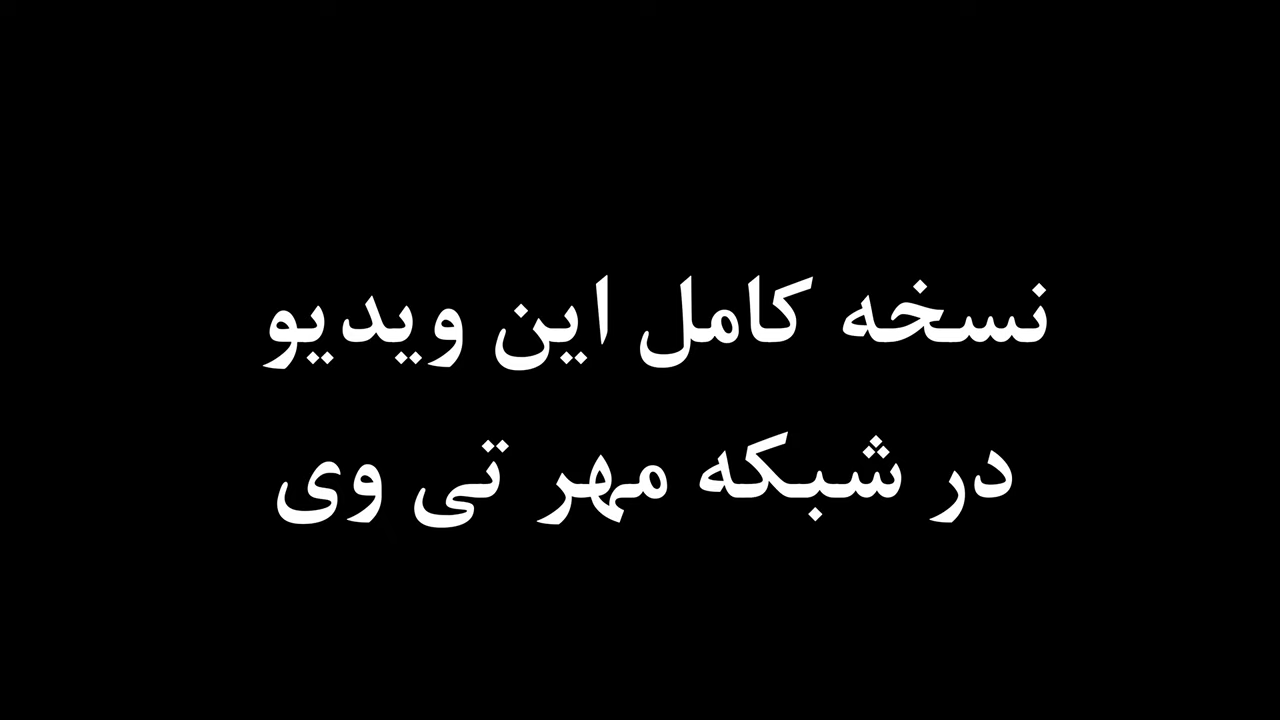 نسخه کامل این ویدیو
در شبکه مهر تی وی